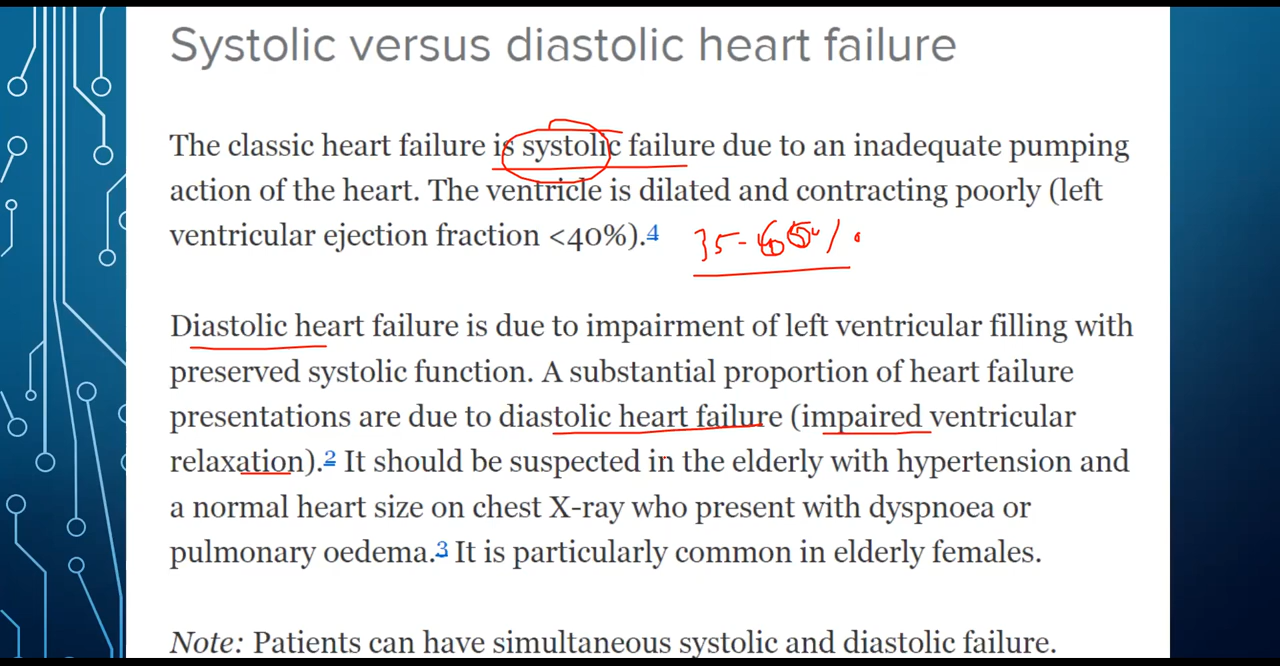 Systolic versus diastolic heart failure
The classic heart failure is systolic failure due to an inadequate pumping
action of the heart. The ventricle is dilated and contracting poorly (left
ventricular ejection fraction <40%).4
Diastolic heart failure is due to impairment of left ventricular filling with
preserved systolic function. A substantial proportion of heart failure
presentations are due to diastolic heart failure (impaired ventricular
relaxation).2 It should be suspected in the elderly with hypertension and
a normal heart size on chest X-ray who present with dyspnoea or
pulmonary oedema.3 It is particularly common in elderly females.
Note: Patients can have simultaneous systolic and diastolic failure.